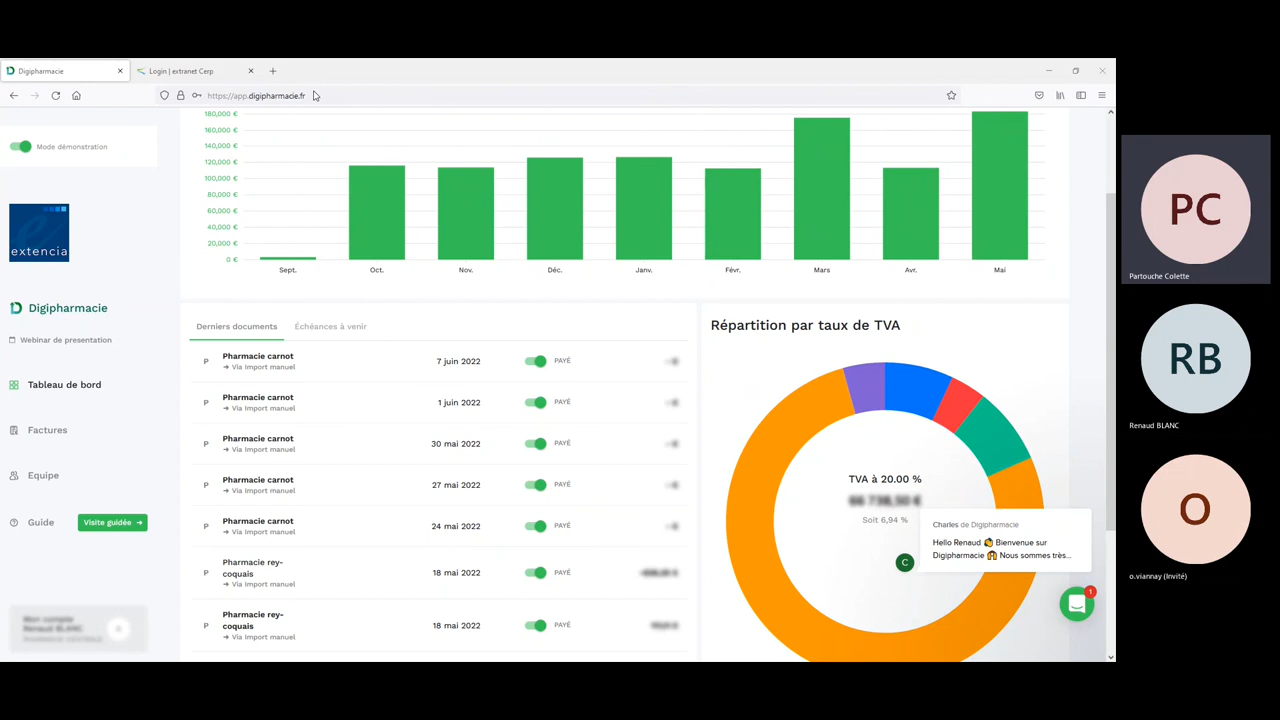 Digipharmacie
Login | extranet Cerp
https://app.digipharmacie.fr
Mode démonstration
extencia
Digipharmacie
Webinar de presentation
Tableau de bord
Factures
Equipe
Guide
Visite guidée →
Mon compte
Renaud BLANC
180,000 €
160,000 €
140,000 €
120,000 €
100,000 €
80,000 €
60,000 €
40,000 €
20,000 €
0 €
Sept. Oct. Nov. Déc. Janv. Févr. Mars Avr. Mai
Derniers documents Échéances à venir
P Pharmacie carnot 7 juin 2022 PAYÉ
➔ Via Import manuel
P Pharmacie carnot 1 juin 2022 PAYÉ
➔ Via Import manuel
P Pharmacie carnot 30 mai 2022 PAYÉ
➔ Via Import manuel
P Pharmacie carnot 27 mai 2022 PAYÉ
➔ Via Import manuel
P Pharmacie carnot 24 mai 2022 PAYÉ
➔ Via Import manuel
Pharmacie rey-
P coquais 18 mai 2022 PAYÉ
➔ Via Import manuel
Pharmacie rey-
P coquais 18 mai 2022 PAYÉ
➔ Via Import manuel
Répartition par taux de TVA
TVA à 20.00 %
Soit 6,94 %
Charles de Digipharmacie
Hello Renaud 👋 Bienvenue sur
Digipharmacie Nous sommes très...
C
1
PC
Partouche Colette
RB
Renaud BLANC
O
o.viannay (Invité)